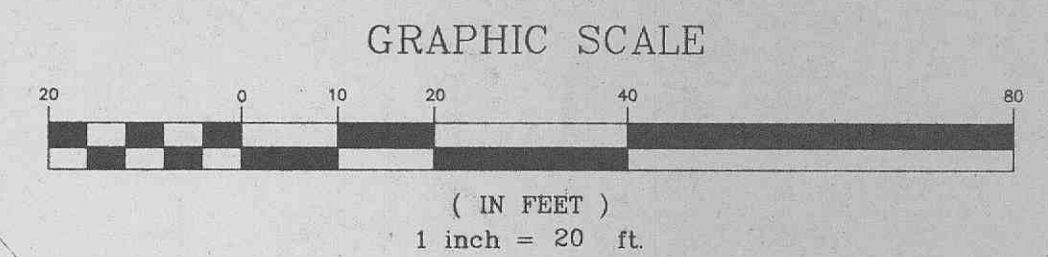 GRAPHIC SCALE
20 0 10 20 40 80
( IN FEET )
1 inch = 20 ft.